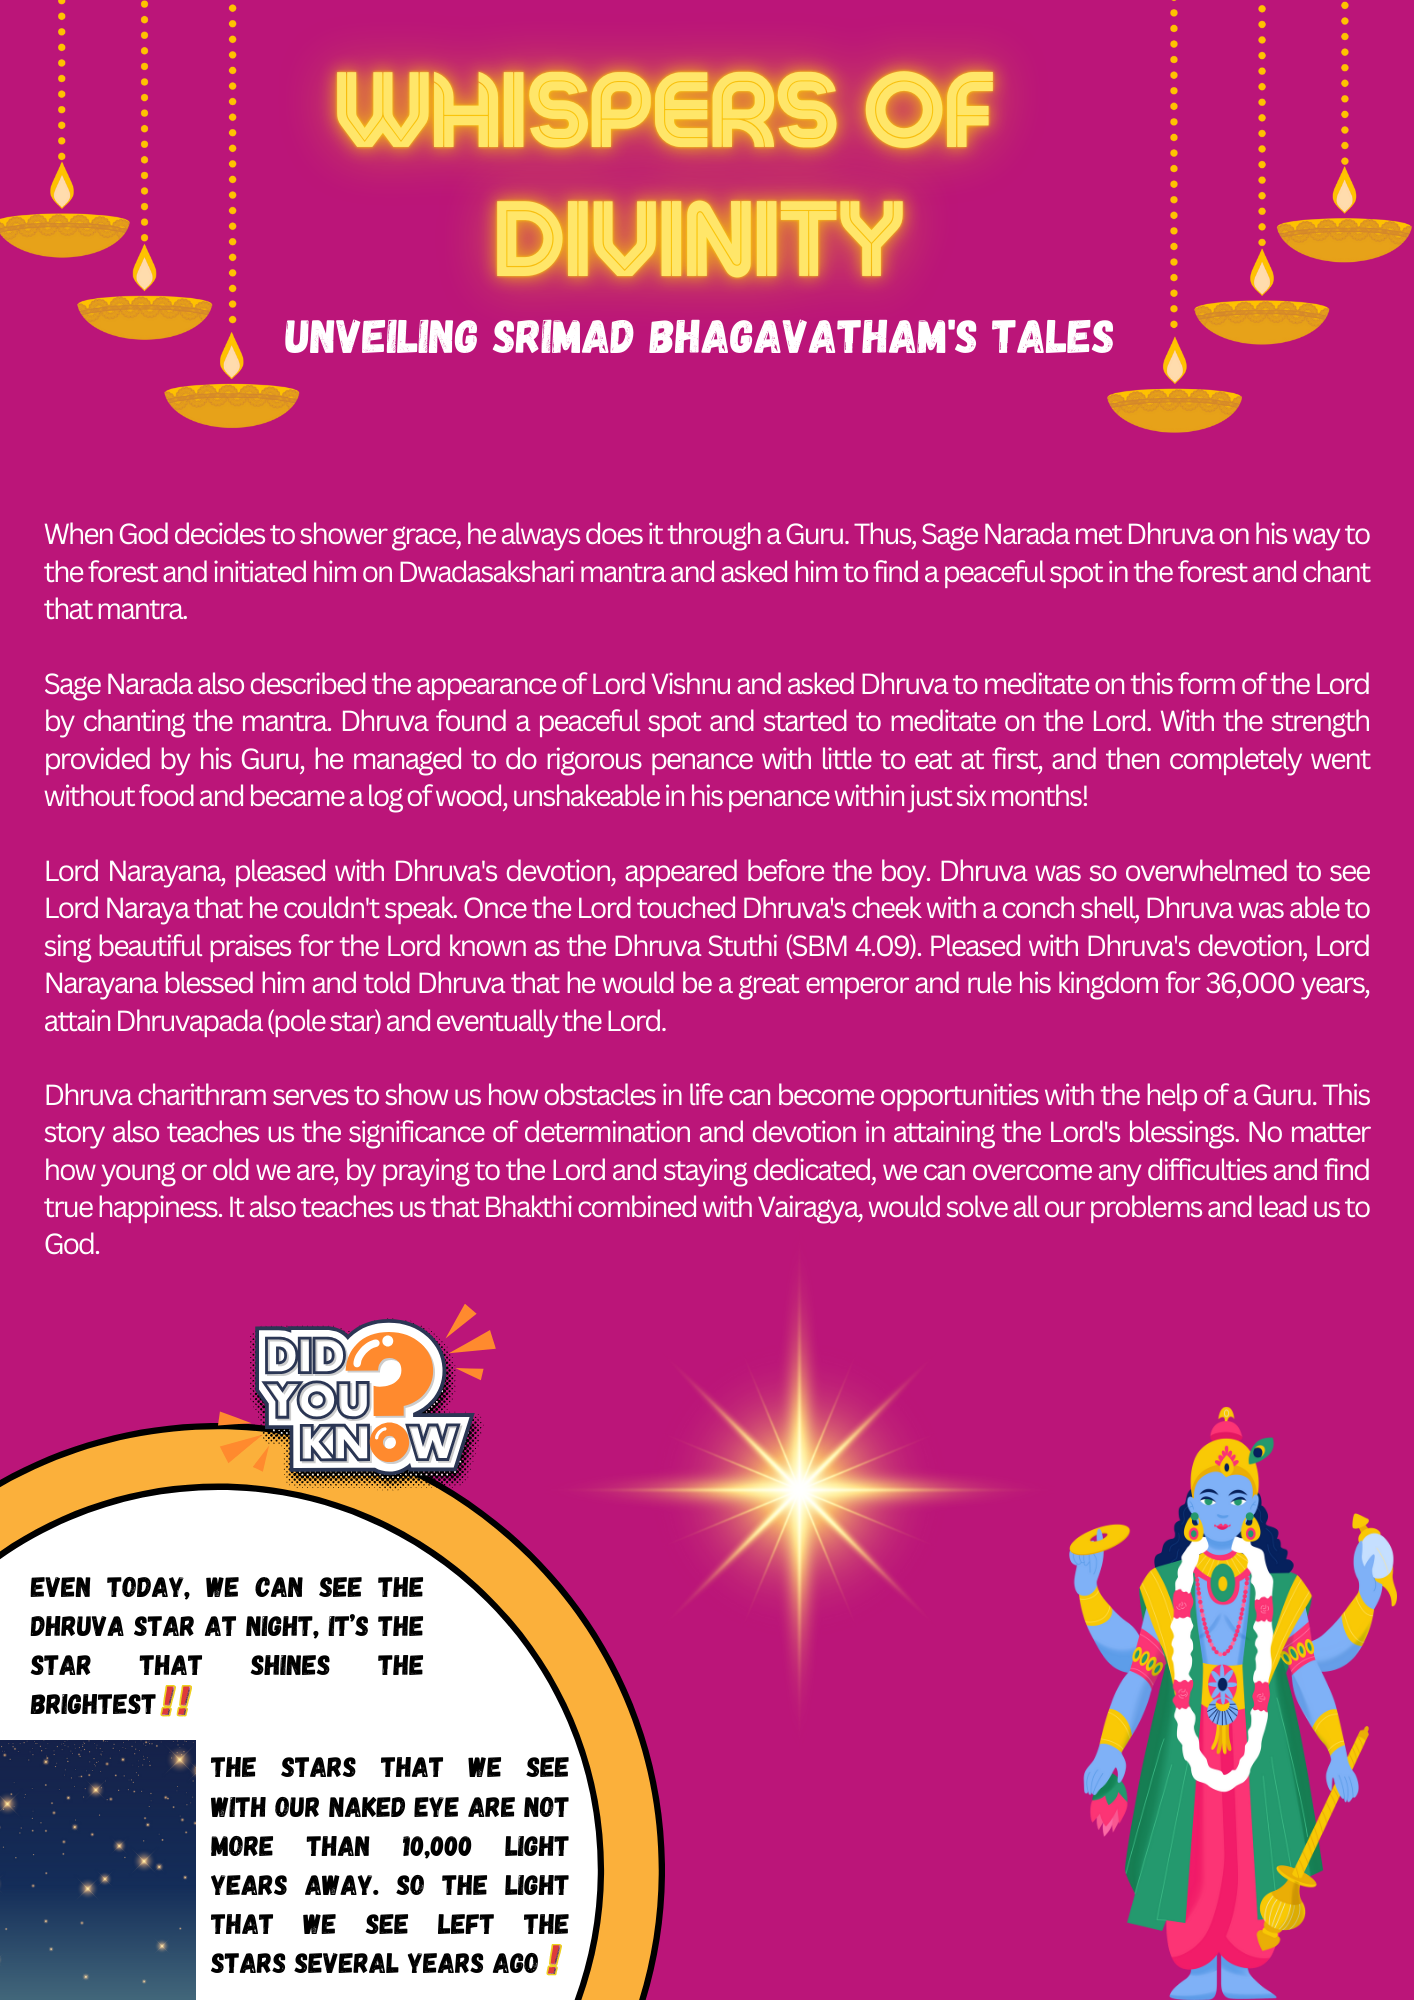 WHISPERS OF
DIVINITY
UNVEILING SRIMAD BHAGAVATHAM'S TALES
When God decides to shower grace, he always does it through a Guru. Thus, Sage Narada met Dhruva on his way to
the forest and initiated him on Dwadasakshari mantra and asked him to find a peaceful spot in the forest and chant
that mantra.
Sage Narada also described the appearance of Lord Vishnu and asked Dhruva to meditate on this form of the Lord
by chanting the mantra. Dhruva found a peaceful spot and started to meditate on the Lord. With the strength
provided by his Guru, he managed to do rigorous penance with little to eat at first, and then completely went
without food and became a log of wood, unshakeable in his penance within just six months!
Lord Narayana, pleased with Dhruva's devotion, appeared before the boy. Dhruva was so overwhelmed to see
Lord Naraya that he couldn't speak. Once the Lord touched Dhruva's cheek with a conch shell, Dhruva was able to
sing beautiful praises for the Lord known as the Dhruva Stuthi (SBM 4.09). Pleased with Dhruva's devotion, Lord
Narayana blessed him and told Dhruva that he would be a great emperor and rule his kingdom for 36,000 years,
attain Dhruvapada (pole star) and eventually the Lord.
Dhruva charithram serves to show us how obstacles in life can become opportunities with the help of a Guru. This
story also teaches us the significance of determination and devotion in attaining the Lord's blessings. No matter
how young or old we are, by praying to the Lord and staying dedicated, we can overcome any difficulties and find
true happiness. It also teaches us that Bhakthi combined with Vairagya, would solve all our problems and lead us to
God.
DID
YOU
KNOW?
EVEN TODAY, WE CAN SEE THE
DHRUVA STAR AT NIGHT, IT'S THE
STAR THAT SHINES THE
BRIGHTEST!!
THE STARS THAT WE SEE
WITH OUR NAKED EYE ARE NOT
MORE THAN 10,000 LIGHT
YEARS AWAY. SO THE LIGHT
THAT WE SEE LEFT THE
STARS SEVERAL YEARS AGO!